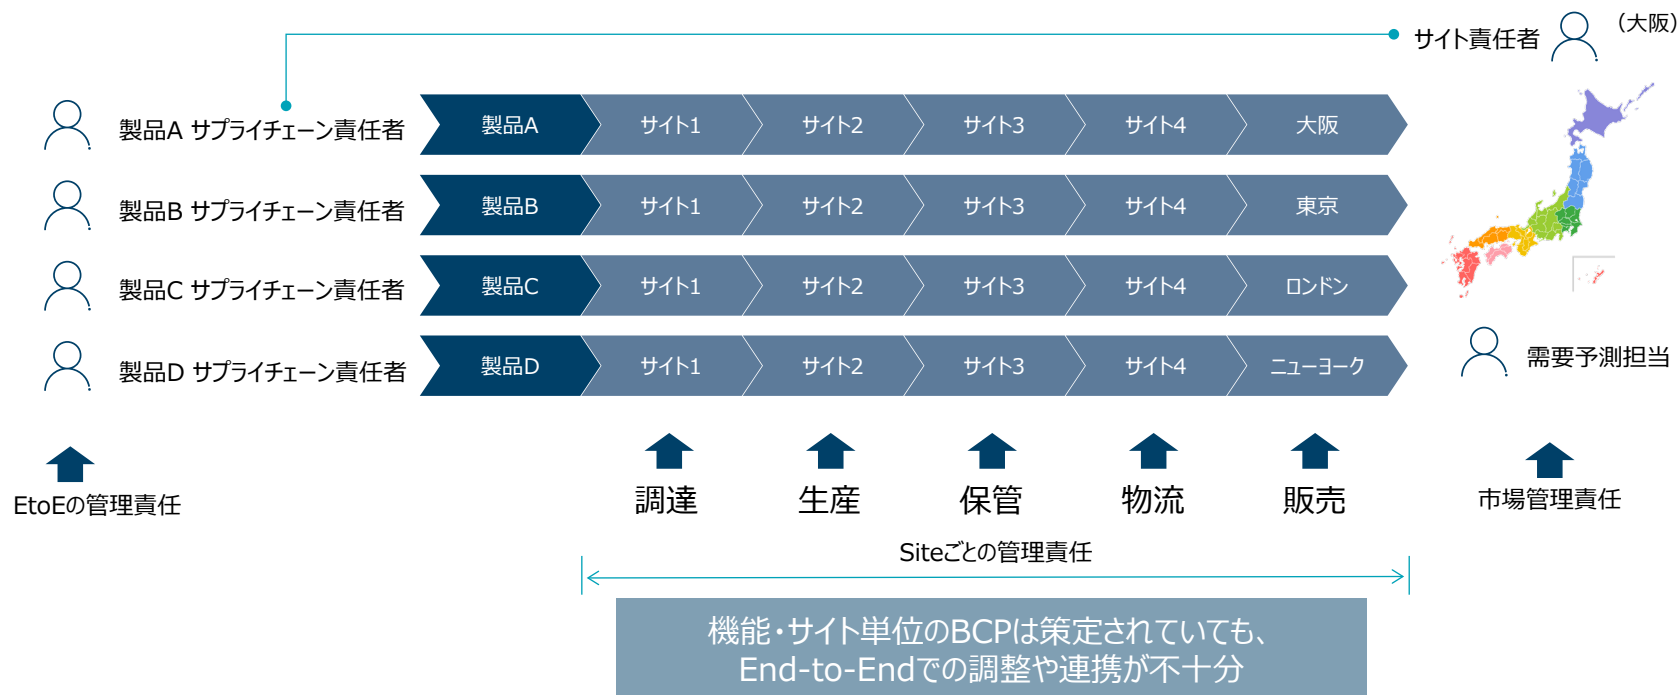 サイト責任者
（大阪）
製品A サプライチェーン責任者
製品A
サイト1
サイト2
サイト3
サイト4
大阪
製品B サプライチェーン責任者
製品B
サイト1
サイト2
サイト3
サイト4
東京
製品C サプライチェーン責任者
製品C
サイト1
サイト2
サイト3
サイト4
ロンドン
製品D サプライチェーン責任者
製品D
サイト1
サイト2
サイト3
サイト4
ニューヨーク
需要予測担当
EtoEの管理責任
調達
生産
保管
物流
販売
市場管理責任
Siteごとの管理責任
機能・サイト単位のBCPは策定されていても、
End-to-Endでの調整や連携が不十分